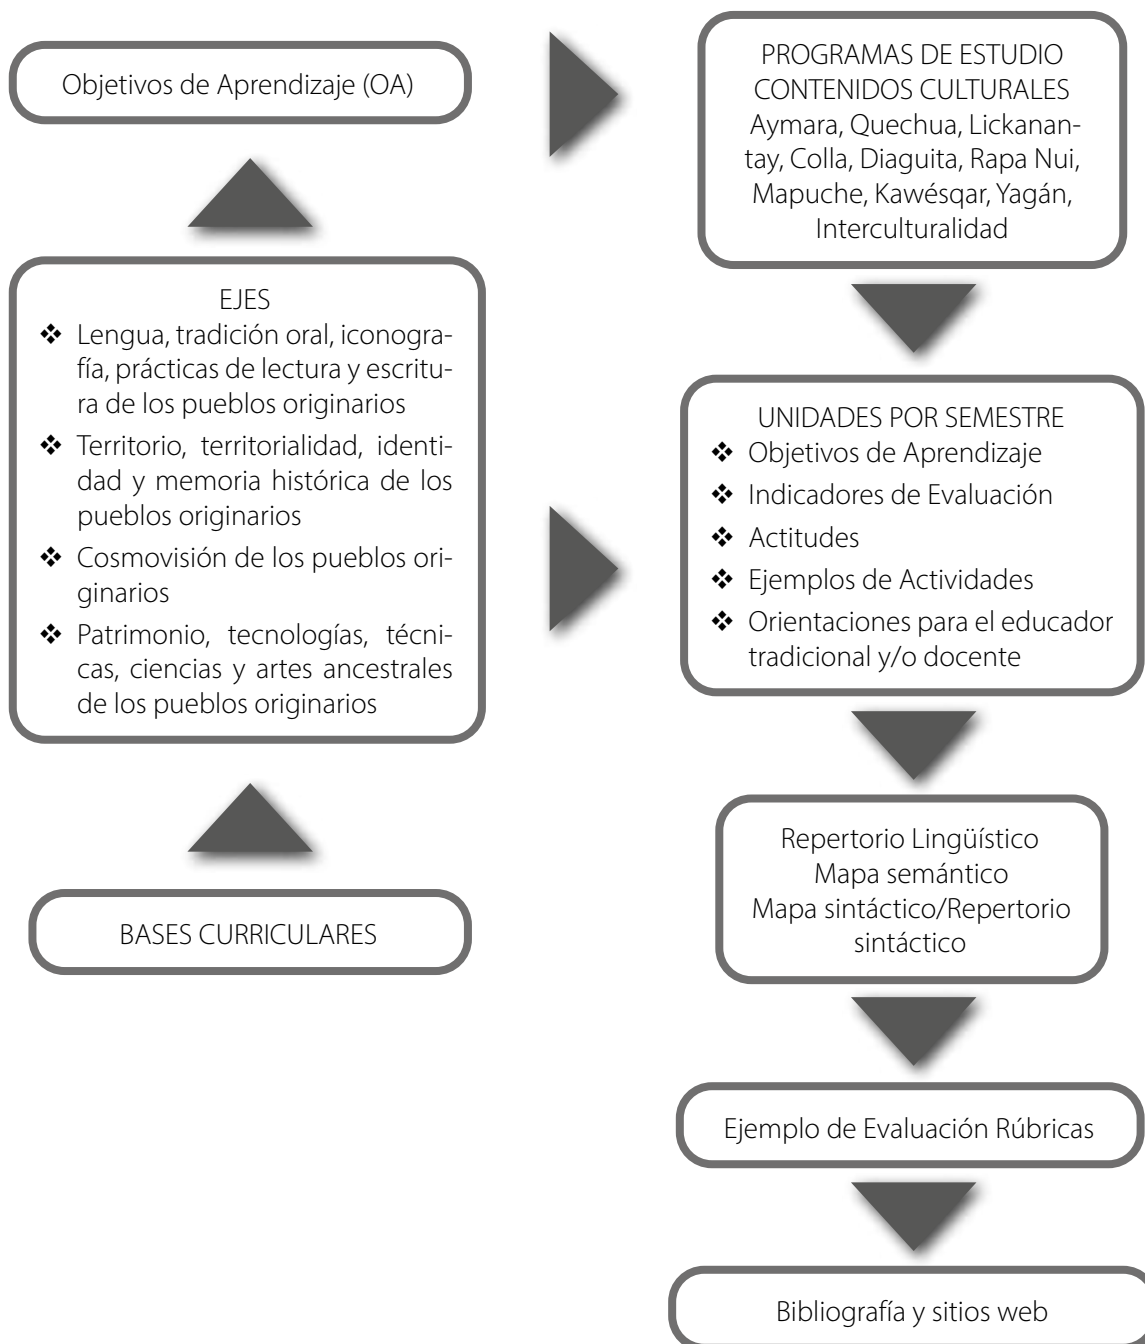 Objetivos de Aprendizaje (OA)
EJES
❖ Lengua, tradición oral, iconogra-
fía, prácticas de lectura y escritu-
ra de los pueblos originarios
❖ Territorio, territorialidad, identi-
dad y memoria histórica de los
pueblos originarios
❖ Cosmovisión de los pueblos ori-
ginarios
❖ Patrimonio, tecnologías, técni-
cas, ciencias y artes ancestrales
de los pueblos originarios
BASES CURRICULARES
PROGRAMAS DE ESTUDIO
CONTENIDOS CULTURALES
Aymara, Quechua, Lickanan-
tay, Colla, Diaguita, Rapa Nui,
Mapuche, Kawésqar, Yagán,
Interculturalidad
UNIDADES POR SEMESTRE
❖ Objetivos de Aprendizaje
❖ Indicadores de Evaluación
❖ Actitudes
❖ Ejemplos de Actividades
❖ Orientaciones para el educador
tradicional y/o docente
Repertorio Lingüístico
Mapa semántico
Mapa sintáctico/Repertorio
sintáctico
Ejemplo de Evaluación Rúbricas
Bibliografía y sitios web